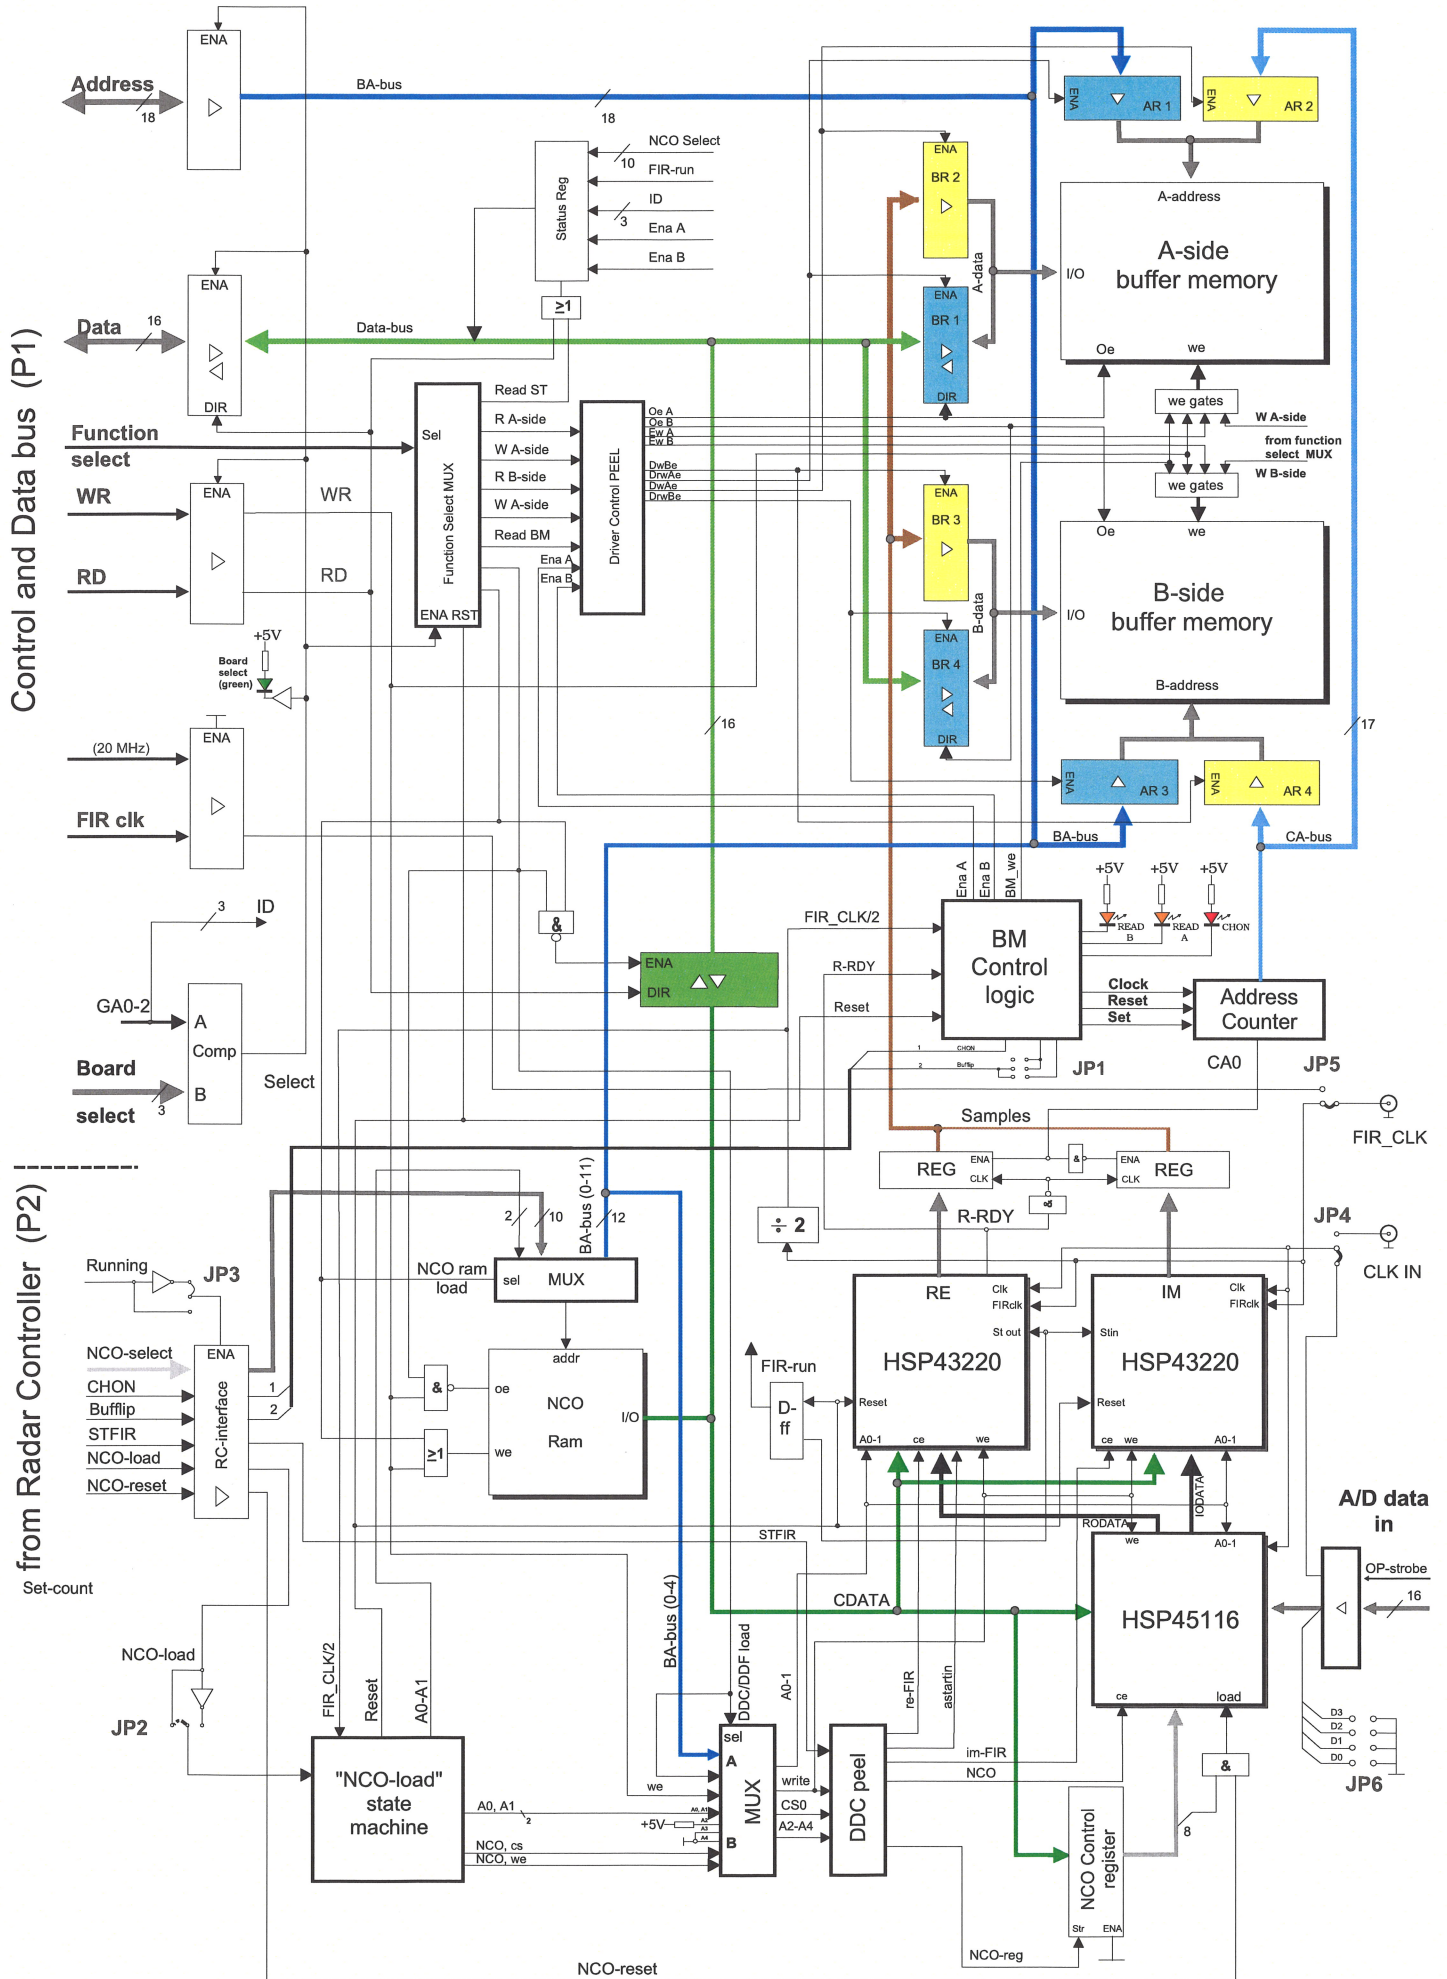 Control and Data bus (P1)
Address
18
ENA
BA-bus
18
ENA
AR 1
ENA
AR 2
A-address
A-side
buffer memory
I/O
Oe
we
Status Reg
NCO Select
10
FIR-run
ID
3
Ena A
Ena B
≥1
ENA
BR 2
A-data
ENA
BR 1
DIR
Data
16
ENA
DIR
Data-bus
Function
select
Sel
Function Select MUX
ENA RST
Read ST
R A-side
W A-side
R B-side
W A-side
Read BM
Ena A
Ena B
Driver Control PEEL
Oe A
Oe B
Ew A
Ew B
DwBe
DrwAe
DwAe
DrwBe
we gates
W A-side
from function
select MUX
W B-side
we gates
WR
RD
ENA
WR
RD
ENA
BR 3
B-data
ENA
BR 4
DIR
Oe
we
I/O
B-side
buffer memory
B-address
+5V
Board
select
(green)
(20 MHz)
FIR clk
ENA
16
17
ENA
AR 3
ENA
AR 4
BA-bus
CA-bus
3
ID
GA0-2
A
Comp
B
Board
select
3
Select
&
ENA
DIR
FIR_CLK/2
R-RDY
Reset
Ena A
Ena B
BM_we
BM
Control
logic
+5V
+5V
+5V
READ
B
READ
A
CHON
Clock
Reset
Set
Address
Counter
1
CHON
2
Bufflip
JP1
CA0
JP5
FIR_CLK
Samples
REG
ENA
CLK
&
&
ENA
CLK
REG
R-RDY
÷ 2
JP4
CLK IN
from Radar Controller (P2)
Running
JP3
NCO-select
CHON
Bufflip
STFIR
NCO-load
NCO-reset
ENA
RC-interface
1
2
Set-count
2
10
BA-bus (0-11)
12
NCO ram
load
sel
MUX
addr
oe
NCO
Ram
we
I/O
&
≥1
FIR-run
D-
ff
RE
Clk
FIRclk
St out
HSP43220
Reset
A0-1
ce
we
IM
Clk
FIRclk
Stin
HSP43220
Reset
ce
we
A0-1
STFIR
RODATA
IODATA
we
A0-1
HSP45116
ce
load
A/D data
in
OP-strobe
16
CDATA
NCO-load
JP2
FIR_CLK/2
Reset
A0-A1
"NCO-load"
state
machine
A0, A1
2
NCO, cs
NCO, we
BA-bus (0-4)
DDC/DDF load
we
+5V
A0, A1
A2
A3
A4
sel
A
B
MUX
A0-1
write
CS0
A2-A4
DDC peel
re-FIR
astartin
im-FIR
NCO
NCO Control
register
Str
ENA
8
&
D3
D2
D1
D0
JP6
NCO-reg
NCO-reset